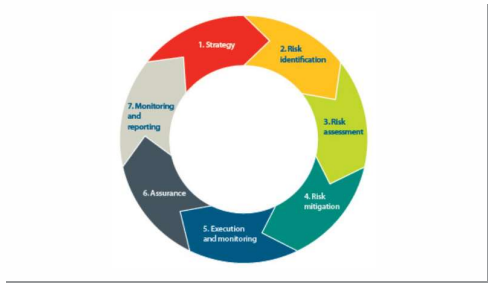 1. Strategy
2. Risk
identification
3. Risk
assessment
4. Risk
mitigation
5. Execution
and monitoring
6. Assurance
7. Monitoring
and
reporting